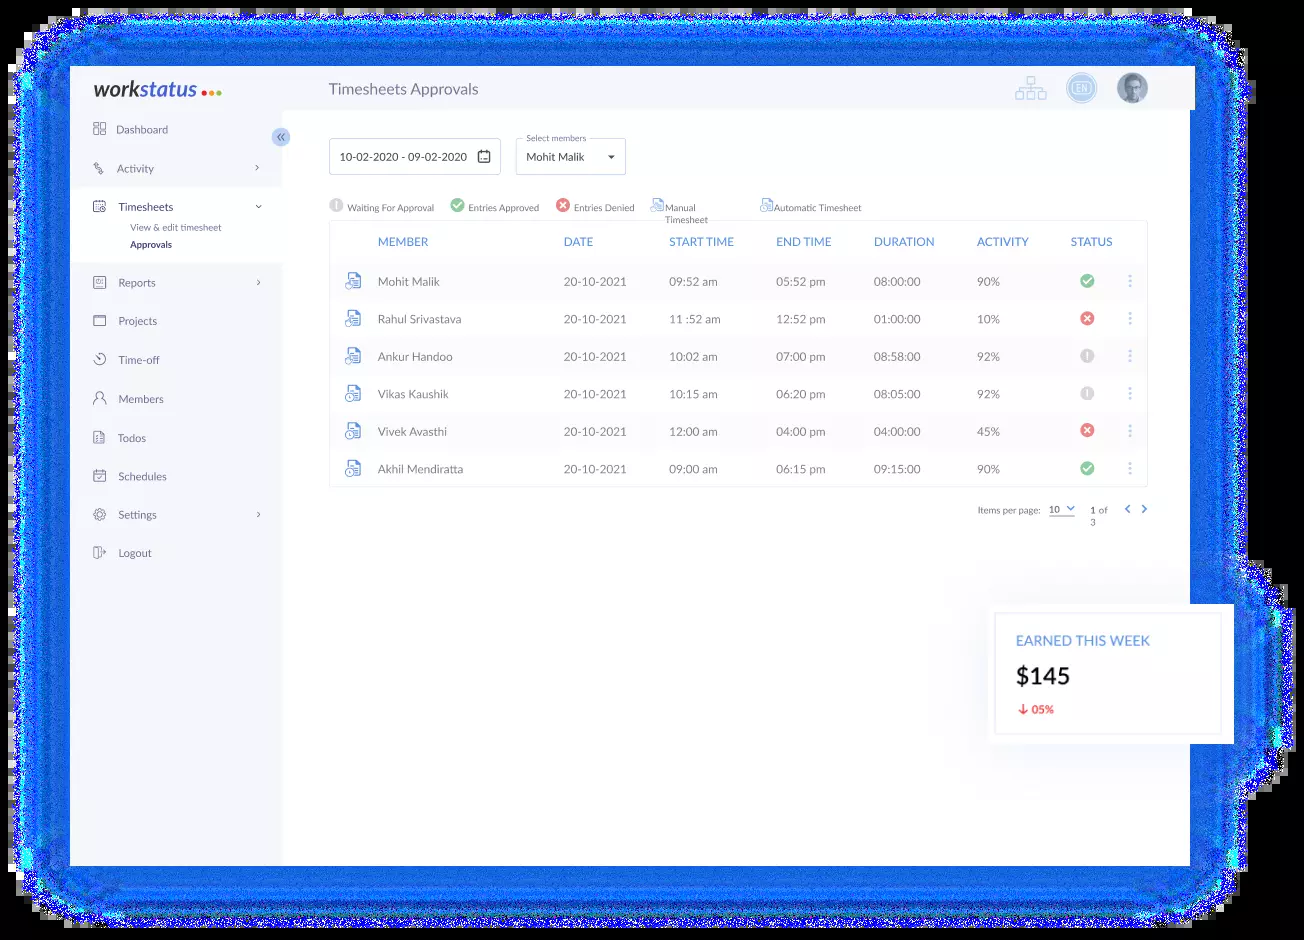 workstatus
Timesheets Approvals
EN
Dashboard
Activity
Timesheets
View & edit timesheet
Approvals
Reports
Projects
Time-off
Members
Todos
Schedules
Settings
Logout
10-02-2020 - 09-02-2020
Select members
Mohit Malik
Waiting For Approval Entries Approved Entries Denied Manual Timesheet Automatic Timesheet
MEMBER DATE START TIME END TIME DURATION ACTIVITY STATUS
Mohit Malik 20-10-2021 09:52 am 05:52 pm 08:00:00 90%
Rahul Srivastava 20-10-2021 11 :52 am 12:52 pm 01:00:00 10%
Ankur Handoo 20-10-2021 10:02 am 07:00 pm 08:58:00 92%
Vikas Kaushik 20-10-2021 10:15 am 06:20 pm 08:05:00 92%
Vivek Avasthi 20-10-2021 12:00 am 04:00 pm 04:00:00 45%
Akhil Mendiratta 20-10-2021 09:00 am 06:15 pm 09:15:00 90%
Items per page: 10 1 of 3
EARNED THIS WEEK
$145
05%